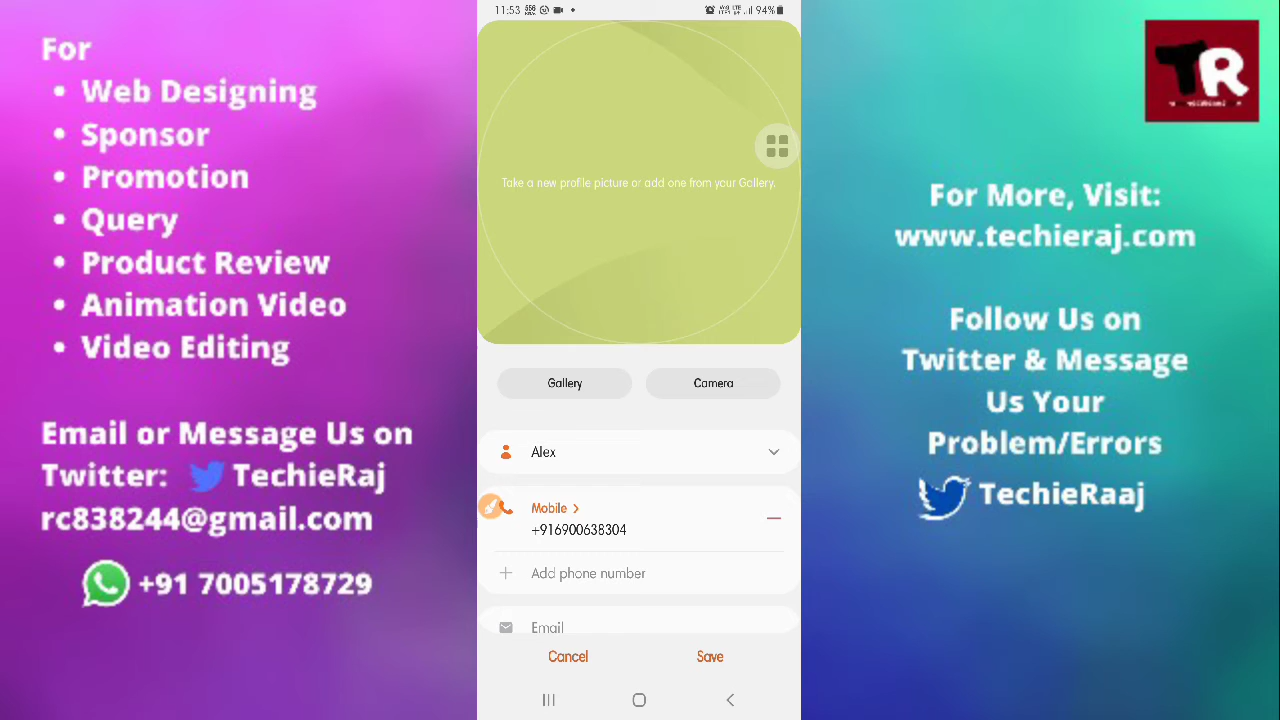 For
• Web Designing
• Sponsor
• Promotion
• Query
• Product Review
• Animation Video
• Video Editing
Email or Message Us on
Twitter: TechieRaj
rc838244@gmail.com
+91 7005178729
11:53
94%
Take a new profile picture or add one from your Gallery.
Gallery
Camera
Alex
Mobile >
+916900638304
Add phone number
Email
Cancel
Save
TR
For More, Visit:
www.techieraj.com
Follow Us on
Twitter & Message
Us Your
Problem/Errors
TechieRaaj